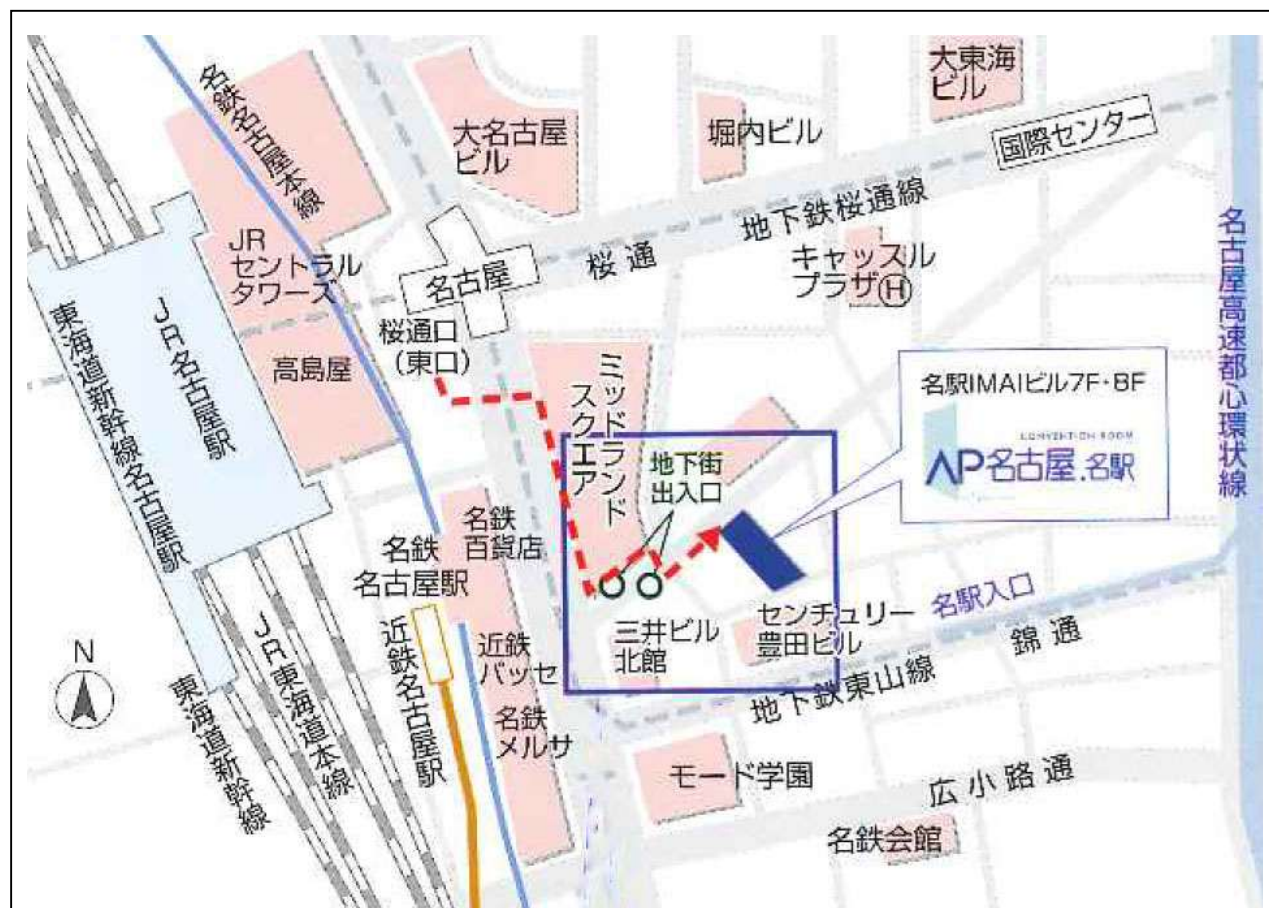 名鉄名古屋本線
大名古屋
ビル
堀内ビル
大東海
ビル
国際センター
地下鉄桜通線
桜通
名古屋
JR
セントラル
タワーズ
JR名古屋駅
東海道新幹線名古屋駅
高島屋
桜通口
（東口）
キャッスル
プラザⒽ
名古屋高速都心環状線
ミッドランド
スクエア
地下街
出入口
名駅IMAIビル7F・8F
CONVENTION ROOM
AP名古屋.名駅
名鉄
百貨店
名鉄
名古屋駅
近鉄名古屋駅
近鉄
パッセ
名鉄
メルサ
三井ビル
北館
センチュリー
豊田ビル
名駅入口
錦通
地下鉄東山線
モード学園
広小路通
名鉄会館
N
東海道新幹線
JR東海道本線